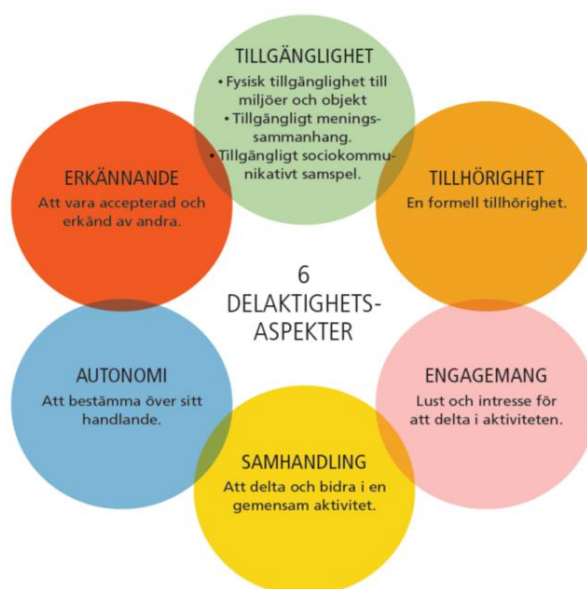 TILLGÄNGLIGHET
• Fysisk tillgänglighet till
miljöer och objekt
• Tillgängligt menings-
sammanhang.
• Tillgängligt sociokommu-
nikativt samspel.
ERKÄNNANDE
Att vara accepterad och
erkänd av andra.
TILLHÖRIGHET
En formell tillhörighet.
6
DELAKTIGHETS-
ASPEKTER
AUTONOMI
Att bestämma över sitt
handlande.
ENGAGEMANG
Lust och intresse för
att delta i aktiviteten.
SAMHANDLING
Att delta och bidra i en
gemensam aktivitet.